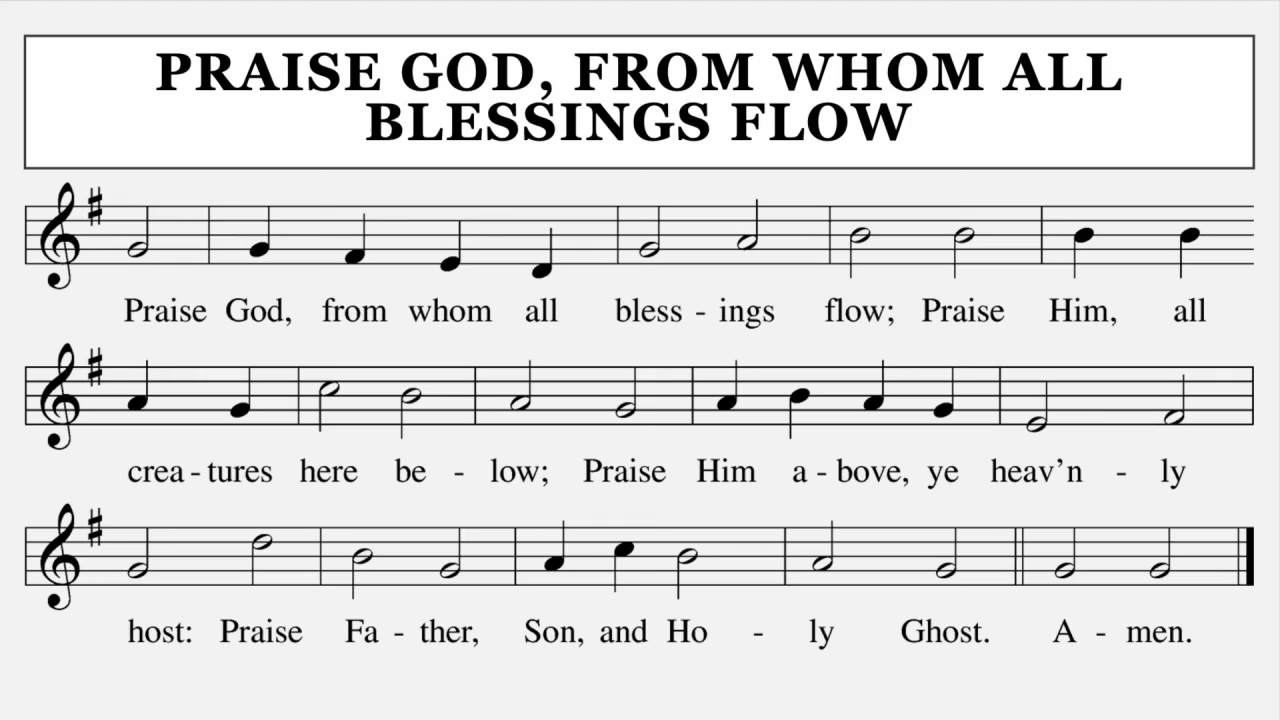 PRAISE GOD, FROM WHOM ALL
BLESSINGS FLOW
Praise God, from whom all bless - ings flow; Praise Him, all
crea - tures here be - low; Praise Him a - bove, ye heav’n - ly
host: Praise Fa - ther, Son, and Ho - ly Ghost. A - men.